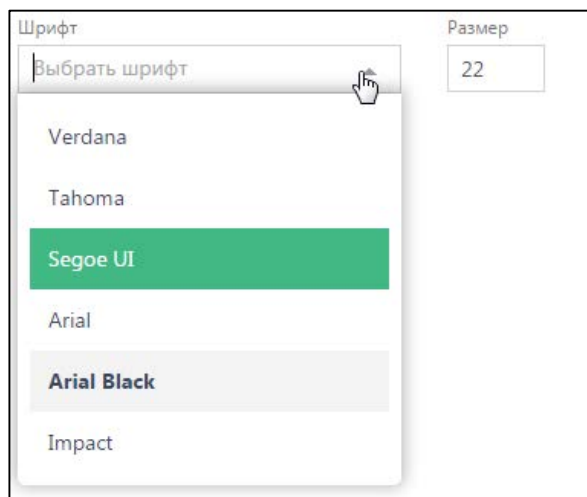 Шрифт
Размер
Выбрать шрифт
22
Verdana
Tahoma
Segoe UI
Arial
Arial Black
Impact